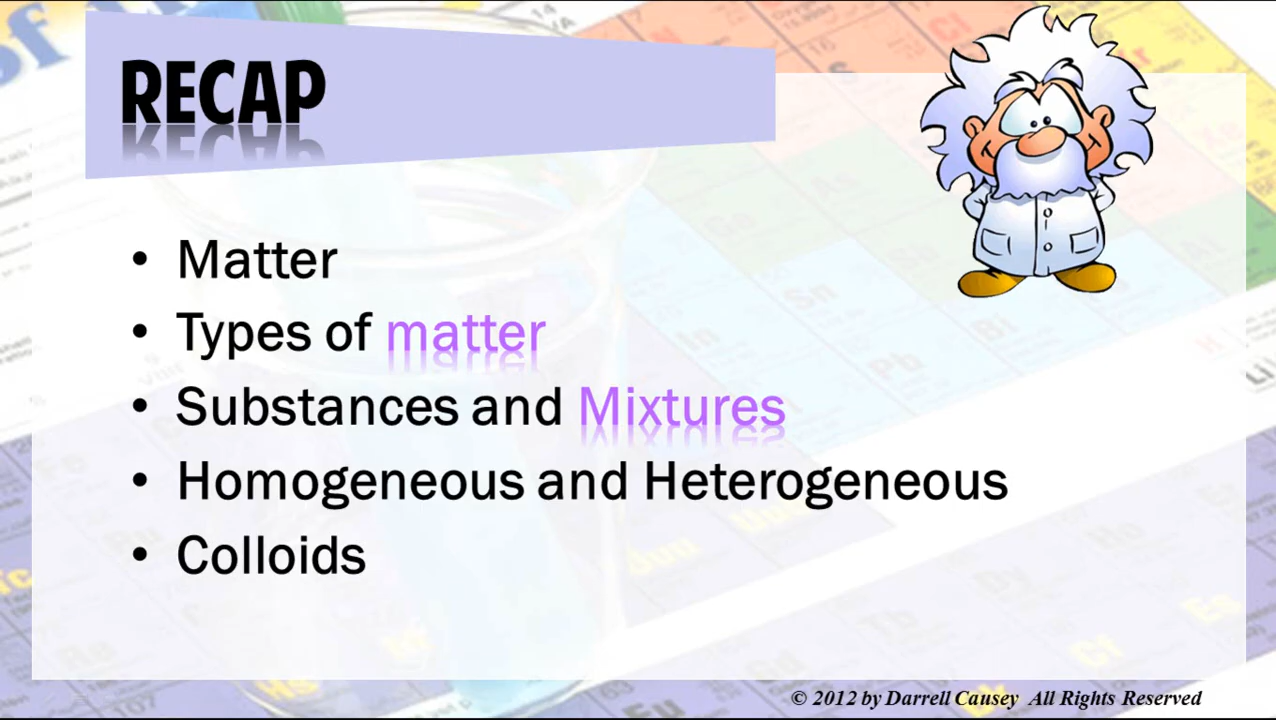 RECAP
• Matter
• Types of matter
• Substances and Mixtures
• Homogeneous and Heterogeneous
• Colloids
© 2012 by Darrell Causey All Rights Reserved